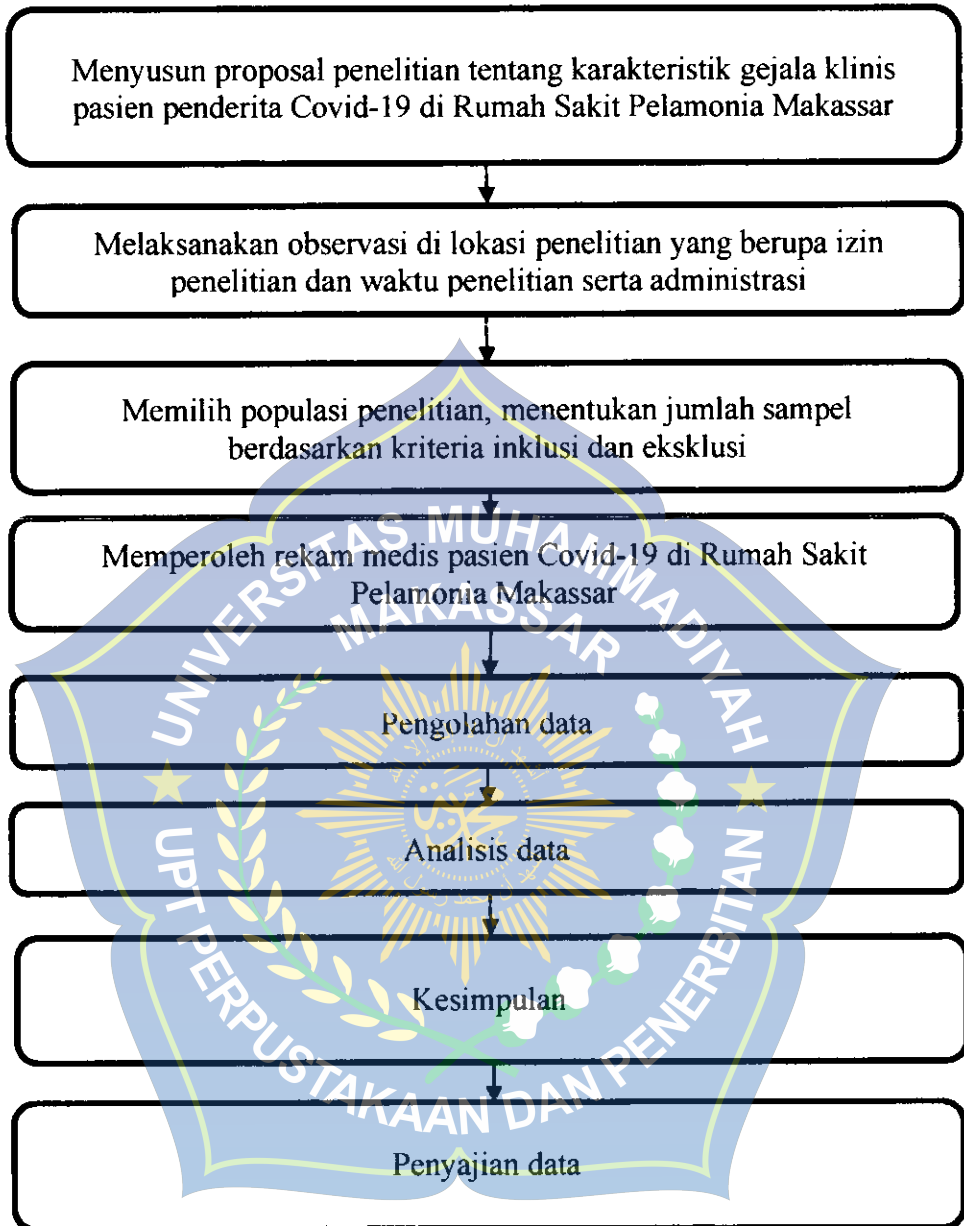 Menyusun proposal penelitian tentang karakteristik gejala klinis
pasien penderita Covid-19 di Rumah Sakit Pelamonia Makassar
Melaksanakan observasi di lokasi penelitian yang berupa izin
penelitian dan waktu penelitian serta administrasi
Memilih populasi penelitian, menentukan jumlah sampel
berdasarkan kriteria inklusi dan eksklusi
Memperoleh rekam medis pasien Covid-19 di Rumah Sakit
Pelamonia Makassar
Pengolahan data
Analisis data
Kesimpulan
Penyajian data
UNIVERSITAS MUHAMMADIYAH
MAKASSAR
UPT PERPUSTAKAAN DAN PENERBITAN